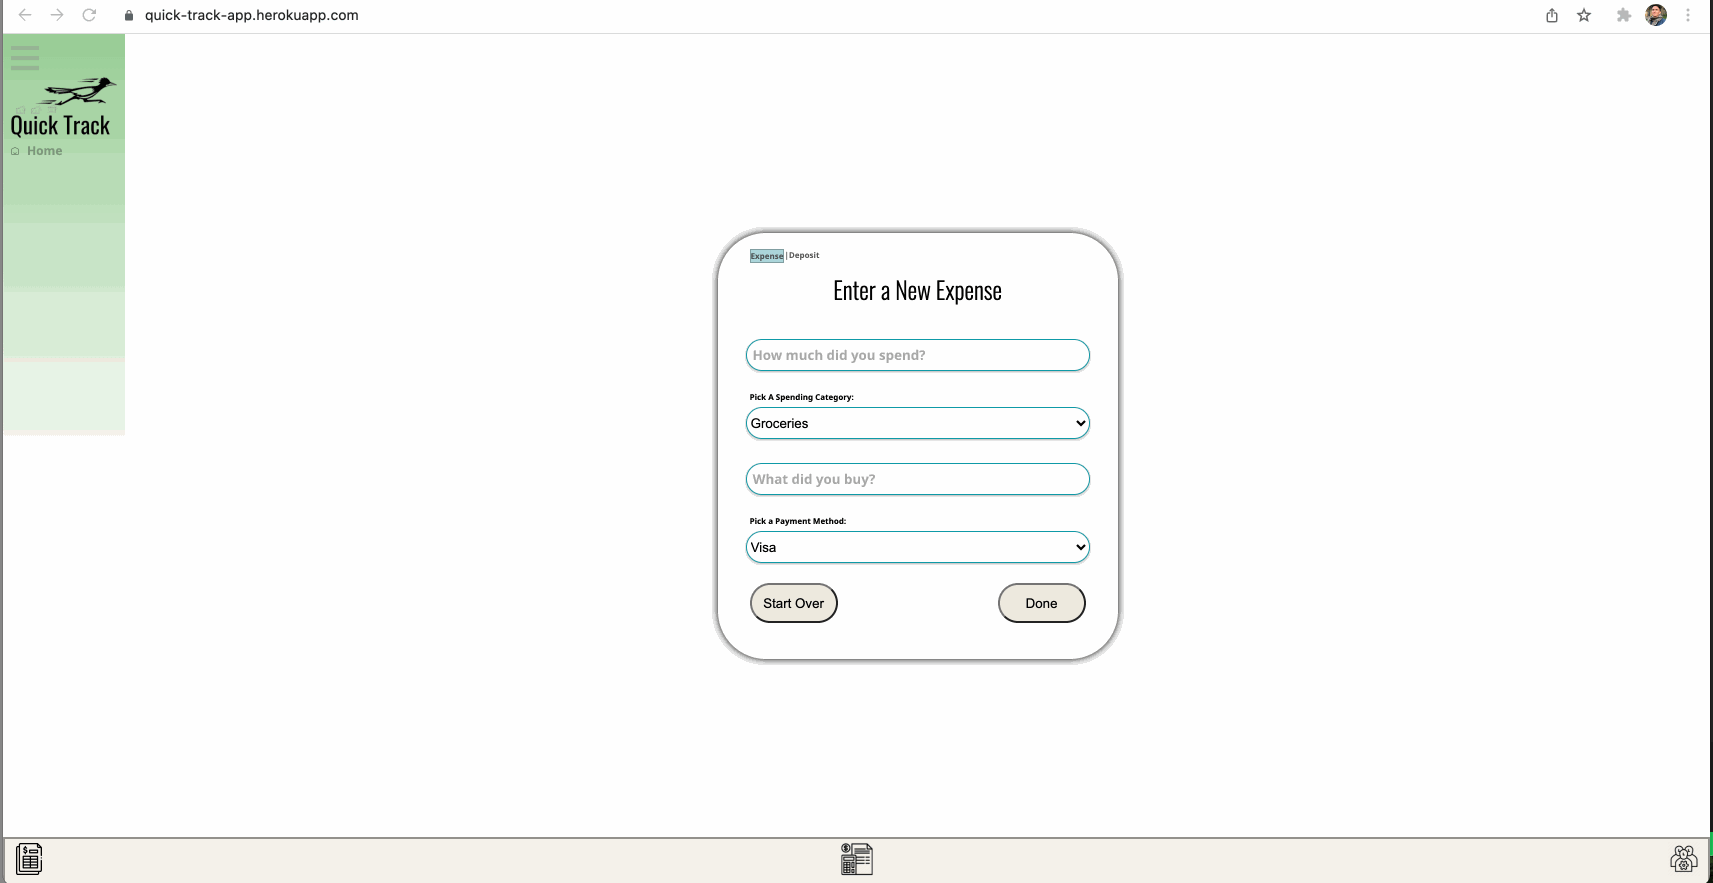 quick-track-app.herokuapp.com
Quick Track
Home
Expense|Deposit
Enter a New Expense
How much did you spend?
Pick A Spending Category:
Groceries
What did you buy?
Pick a Payment Method:
Visa
Start Over
Done